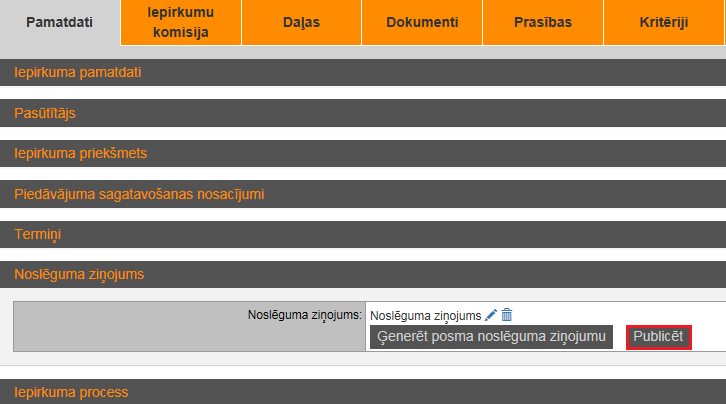 Pamatdati
Iepirkumu
komisija
Daļas
Dokumenti
Prasības
Kritēriji
Iepirkuma pamatdati
Pasūtītājs
Iepirkuma priekšmets
Piedāvājuma sagatavošanas nosacījumi
Termiņi
Noslēguma ziņojums
Noslēguma ziņojums: Noslēguma ziņojums
Ģenerēt posma noslēguma ziņojumu Publicēt
Iepirkuma process